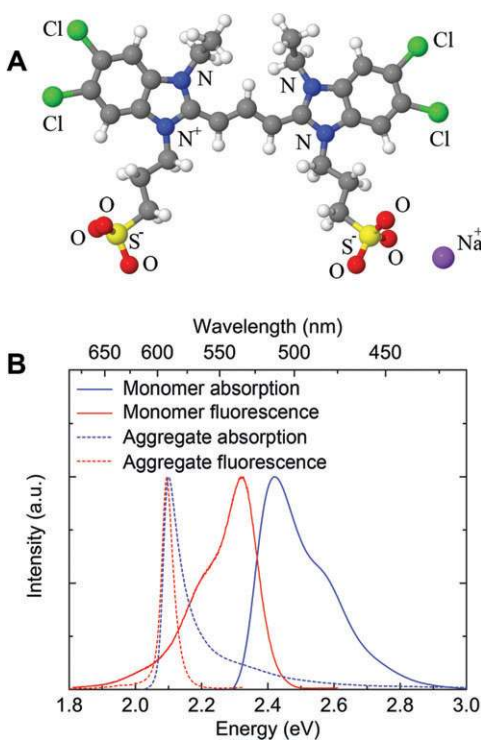 A
Cl
Cl
Cl
Cl
N
N
N+
N
O
O
S-
O
S-
O
O
O
Na+
B
Wavelength (nm)
650 600 550 500 450
Monomer absorption
Monomer fluorescence
Aggregate absorption
Aggregate fluorescence
Intensity (a.u.)
1.8 2.0 2.2 2.4 2.6 2.8 3.0
Energy (eV)